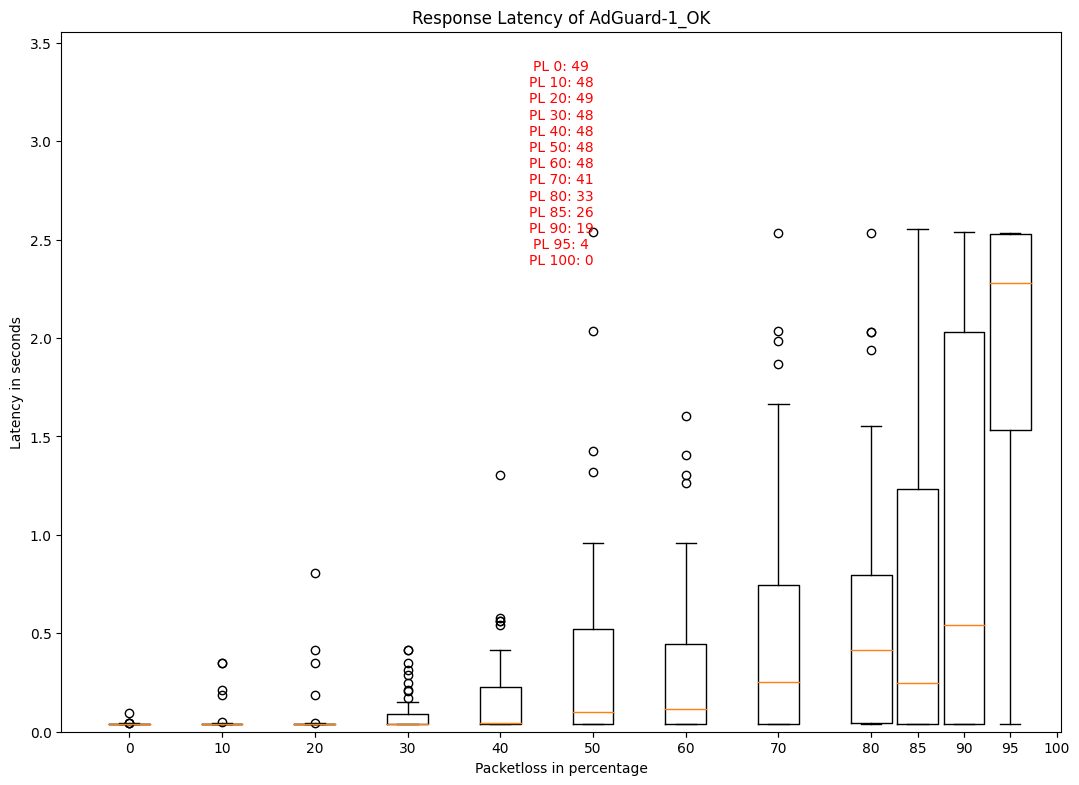 Response Latency of AdGuard-1_OK
3.5
3.0
2.5
2.0
1.5
1.0
0.5
0.0
Latency in seconds
PL 0: 49
PL 10: 48
PL 20: 49
PL 30: 48
PL 40: 48
PL 50: 48
PL 60: 48
PL 70: 41
PL 80: 33
PL 85: 26
PL 90: 19
PL 95: 4
PL 100: 0
0 10 20 30 40 50 60 70 80 85 90 95 100
Packetloss in percentage